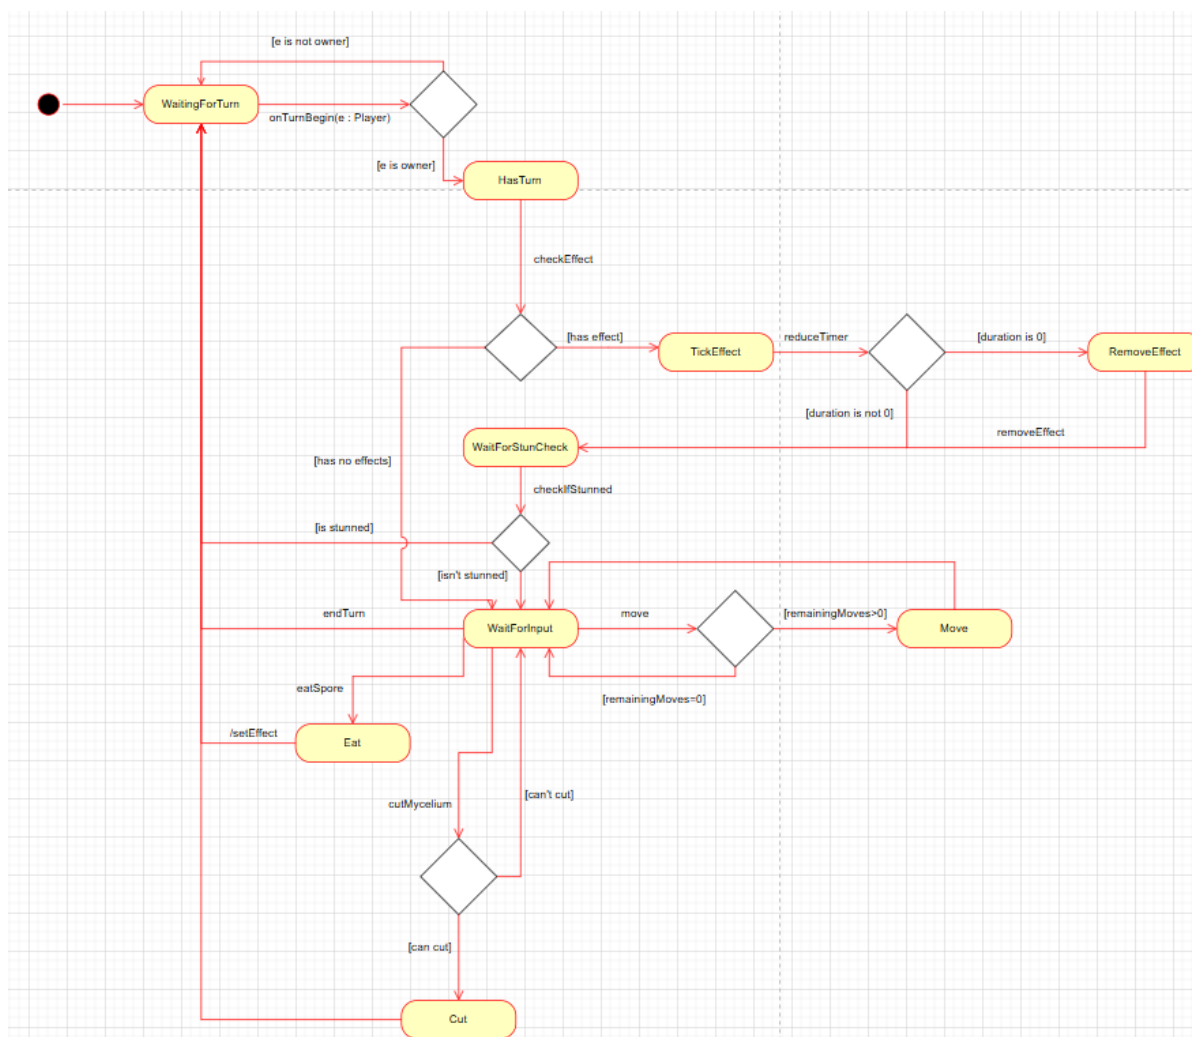 [e is not owner]
WaitingForTurn
onTurnBegin(e : Player)
[e is owner]
HasTurn
checkEffect
[has effect]
TickEffect
reduceTimer
[duration is 0]
RemoveEffect
[duration is not 0]
removeEffect
WaitForStunCheck
[has no effects]
checkIfStunned
[is stunned]
[isn't stunned]
endTurn
WaitForInput
move
[remainingMoves>0]
Move
eatSpore
[remainingMoves=0]
/setEffect
Eat
cutMycelium
[can't cut]
[can cut]
Cut